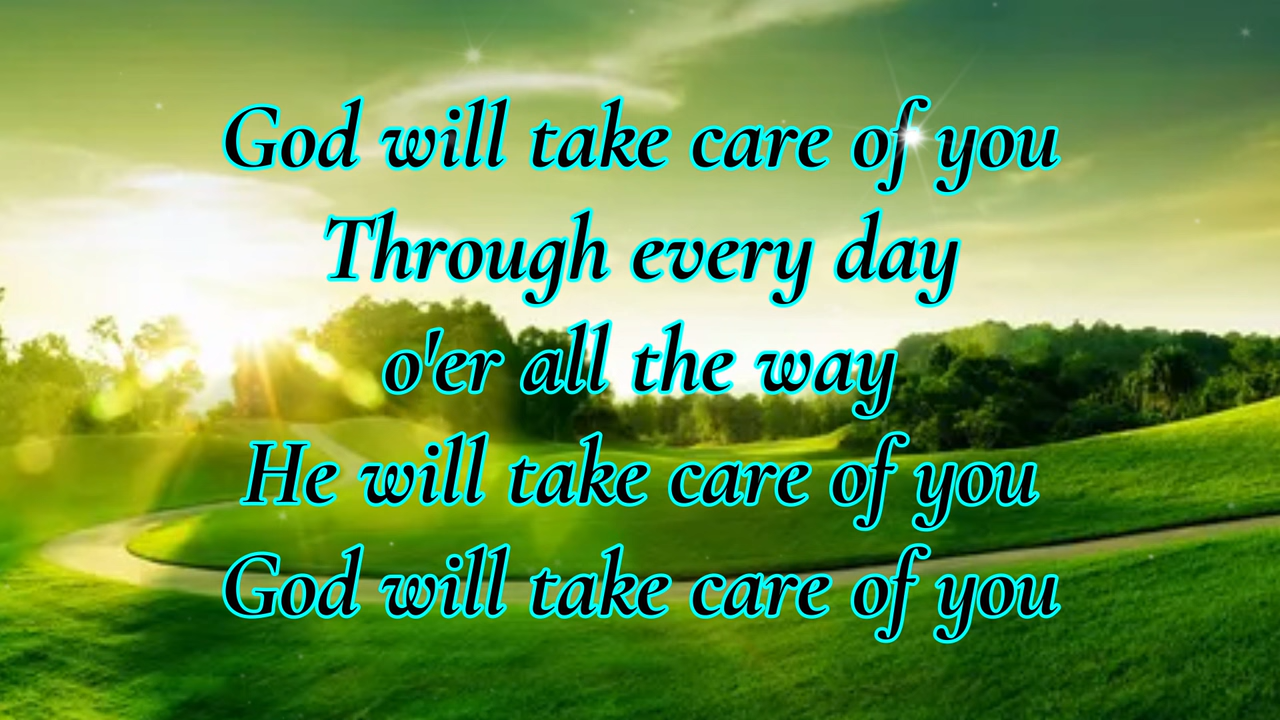 God will take care of you
Through every day
o'er all the way
He will take care of you
God will take care of you